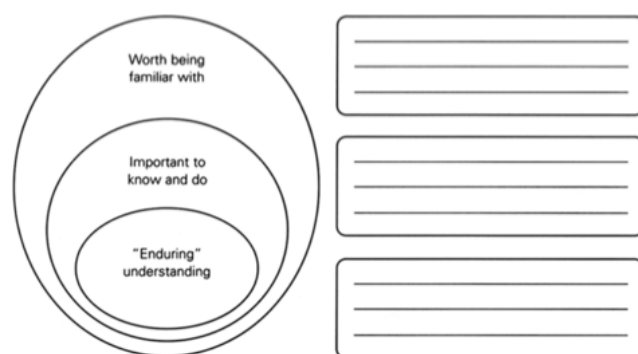 Worth being
familiar with
Important to
know and do
"Enduring"
understanding